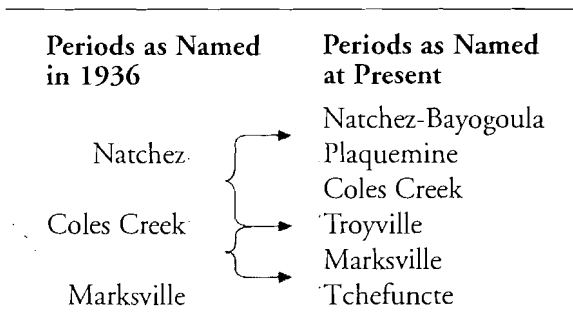 Periods as Named
in 1936
Periods as Named
at Present
Natchez
Coles Creek
Marksville
Natchez-Bayogoula
Plaquemine
Coles Creek
Troyville
Marksville
Tchefuncte